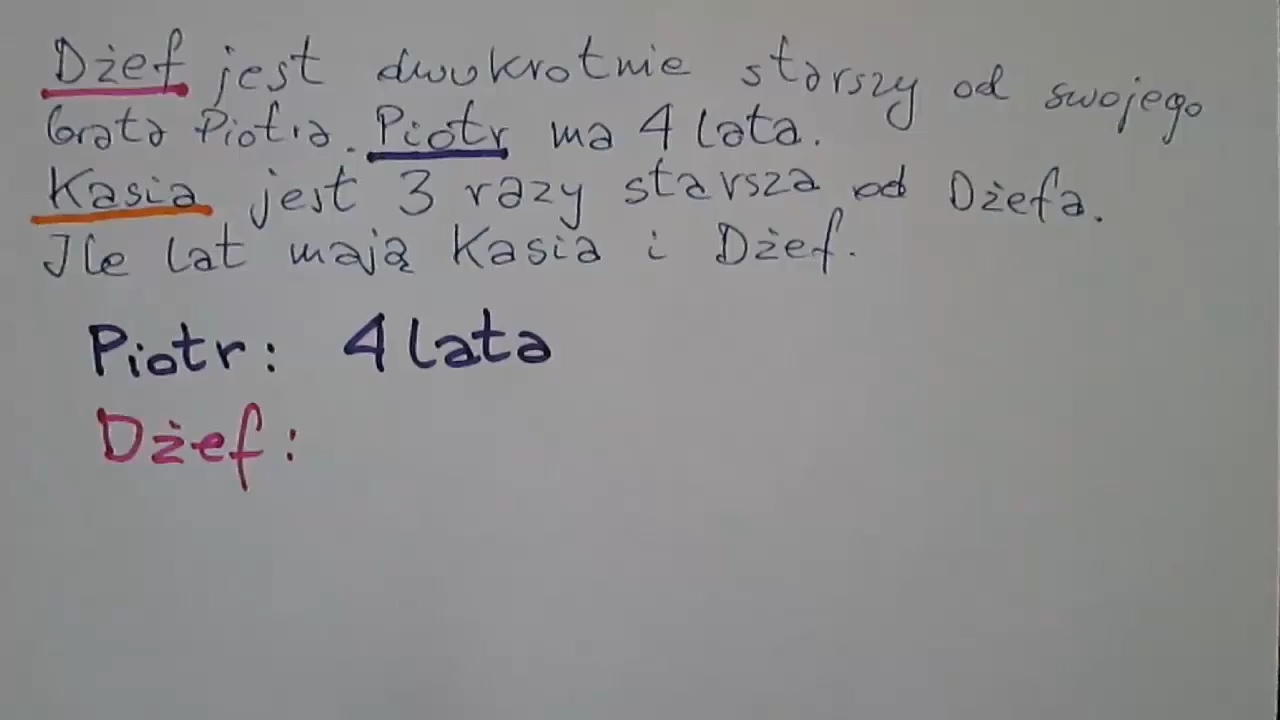 Dżef jest dwukrotnie starszy od swojego
brata Piotra. Piotr ma 4 lata.
Kasia jest 3 razy starsza od Dżefa.
Ile lat mają Kasia i Dżef.
Piotr: 4 lata
Dżef: